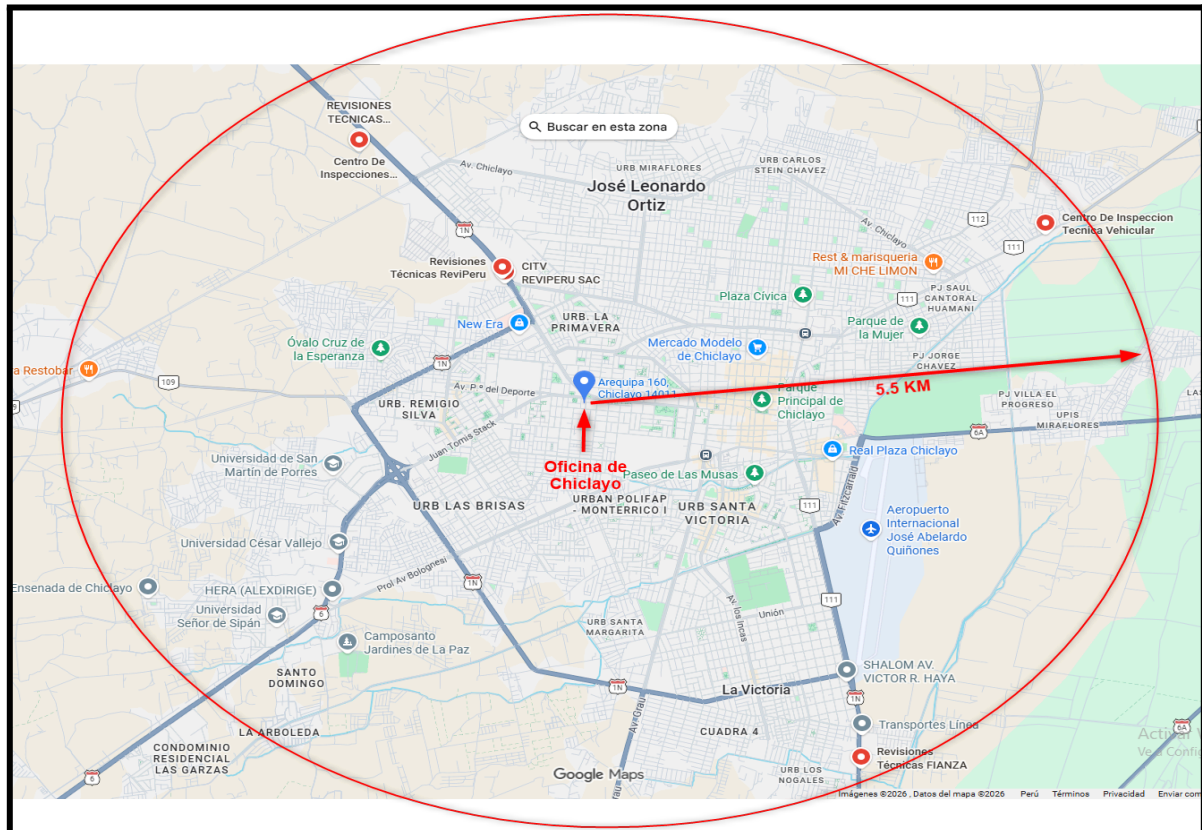 REVISIONES
TECNICAS...
Centro De
Inspecciones...
Buscar en esta zona
Av. Chiclayo
URB MIRAFLORES
URB CARLOS
STEIN CHAVEZ
José Leonardo
Ortiz
1N
112
Av. Chiclayo
111
Centro De Inspeccion
Tecnica Vehicular
Revisiones
Técnicas ReviPeru
CITV
REVIPERU SAC
Rest & marisqueria
MI CHE LIMON
Plaza Cívica
111
PJ SAUL
CANTORAL
HUAMANI
New Era
URB. LA
PRIMAVERA
Parque de
la Mujer
Óvalo Cruz de
la Esperanza
Mercado Modelo
de Chiclayo
1N
PJ JORGE
CHAVEZ
a Restobar
109
Av. P.º del Deporte
Arequipa 160,
Chiclayo 14011
5.5 KM
Parque
Principal de
Chiclayo
URB. REMIGIO
SILVA
PJ VILLA EL
PROGRESO
UPIS
MIRAFLORES
LAS
Juan Tomis Stack
6A
Real Plaza Chiclayo
Universidad de San
Martín de Porres
Oficina de
Chiclayo
Paseo de Las Musas
URB LAS BRISAS
URBAN POLIFAP
- MONTERRICO I
URB SANTA
VICTORIA
111
Av. Fitzcarrald
Aeropuerto
Internacional
José Abelardo
Quiñones
Universidad César Vallejo
Prol Av Bolognesi
1N
Ensenada de Chiclayo
HERA (ALEXDIRIGE)
6
Av. los Incas
111
Universidad
Señor de Sipán
Unión
URB SANTA
MARGARITA
Camposanto
Jardines de La Paz
SANTO
DOMINGO
SHALOM AV.
VICTOR R. HAYA
1N
La Victoria
1N
Av. Grau
Transportes Línea
LA ARBOLEDA
CUADRA 4
6A
Activar
CONDOMINIO
RESIDENCIAL
LAS GARZAS
Revisiones
Técnicas FIANZA
Ve a Confi
6
Google Maps
URB LOS
NOGALES
Imágenes ©2026 , Datos del mapa ©2026 Perú Términos Privacidad Enviar com